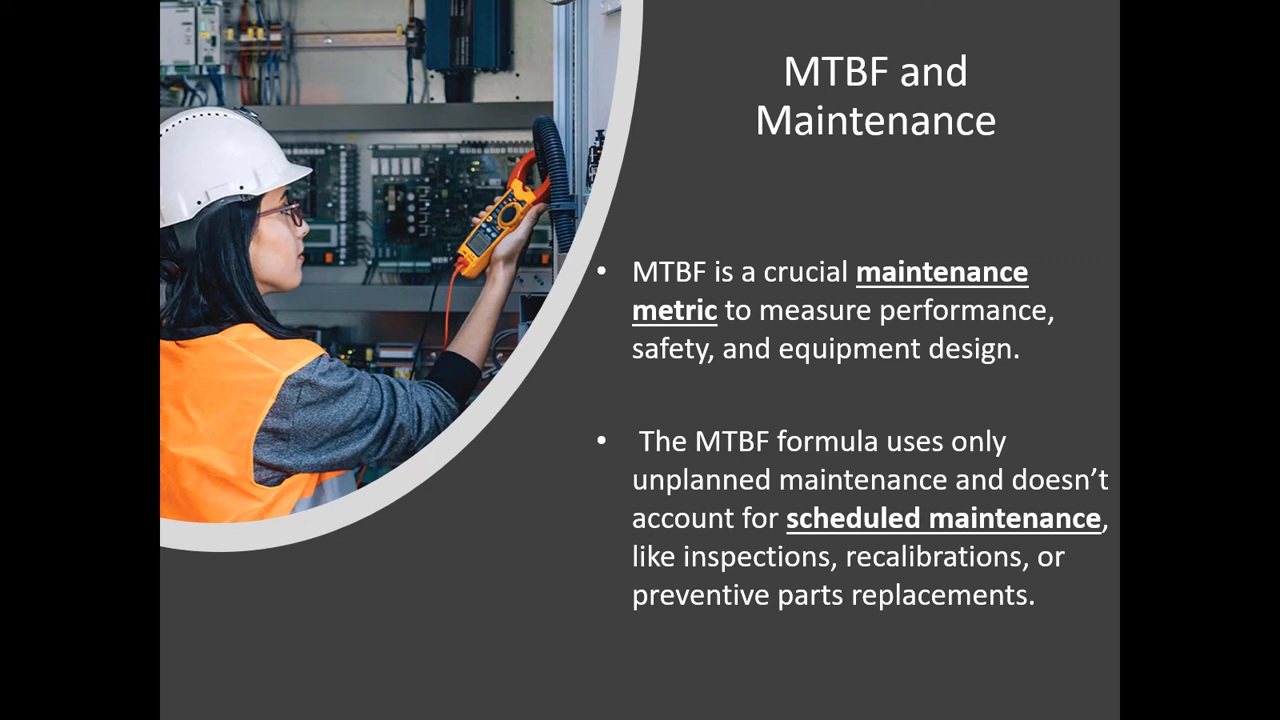 MTBF and
Maintenance
• MTBF is a crucial maintenance
metric to measure performance,
safety, and equipment design.
• The MTBF formula uses only
unplanned maintenance and doesn’t
account for scheduled maintenance,
like inspections, recalibrations, or
preventive parts replacements.